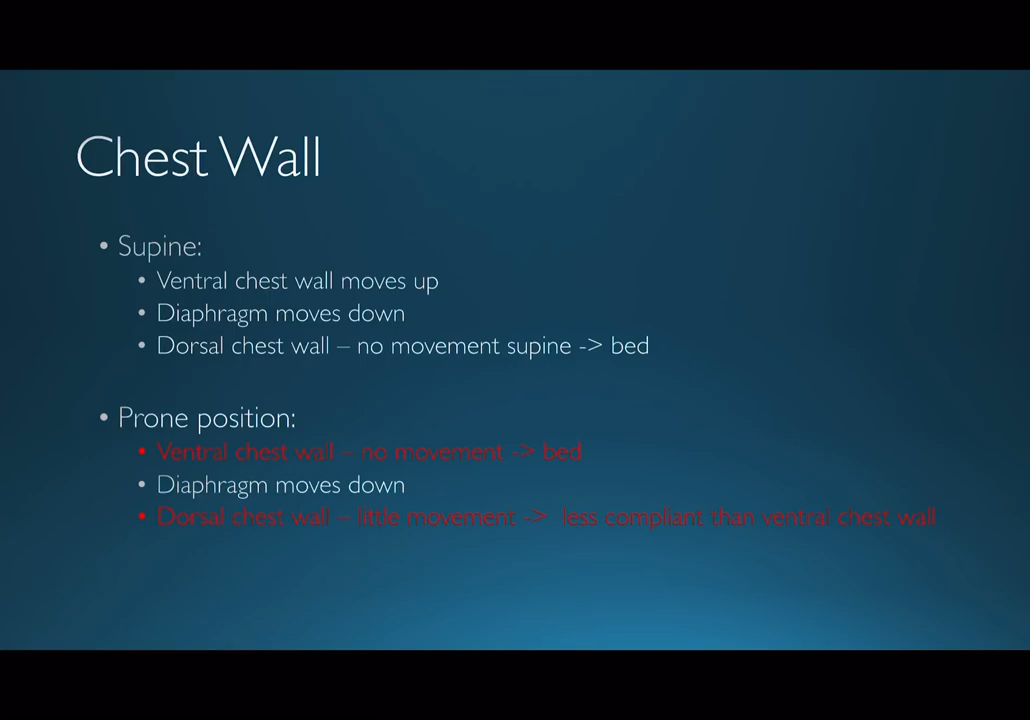 Chest Wall
• Supine:
• Ventral chest wall moves up
• Diaphragm moves down
• Dorsal chest wall – no movement supine -> bed
• Prone position:
• Ventral chest wall – no movement -> bed
• Diaphragm moves down
• Dorsal chest wall – little movement -> less compliant than ventral chest wall